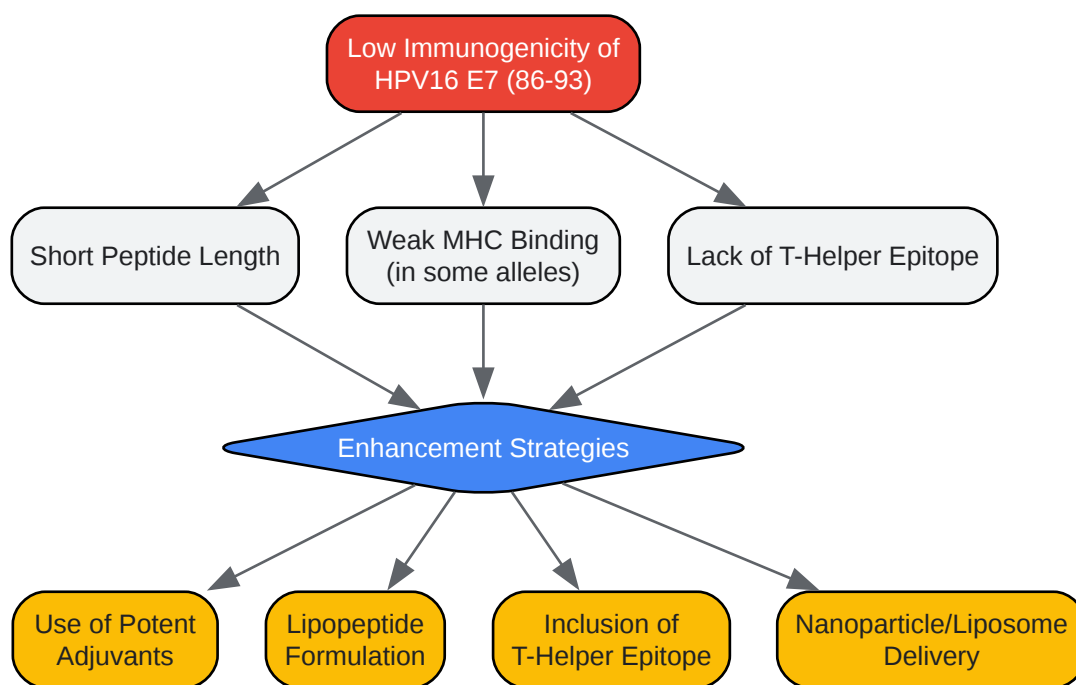 Low Immunogenicity of
HPV16 E7 (86-93)
Short Peptide Length
Weak MHC Binding
(in some alleles)
Lack of T-Helper Epitope
Enhancement Strategies
Use of Potent
Adjuvants
Lipopeptide
Formulation
Inclusion of
T-Helper Epitope
Nanoparticle/Liposome
Delivery